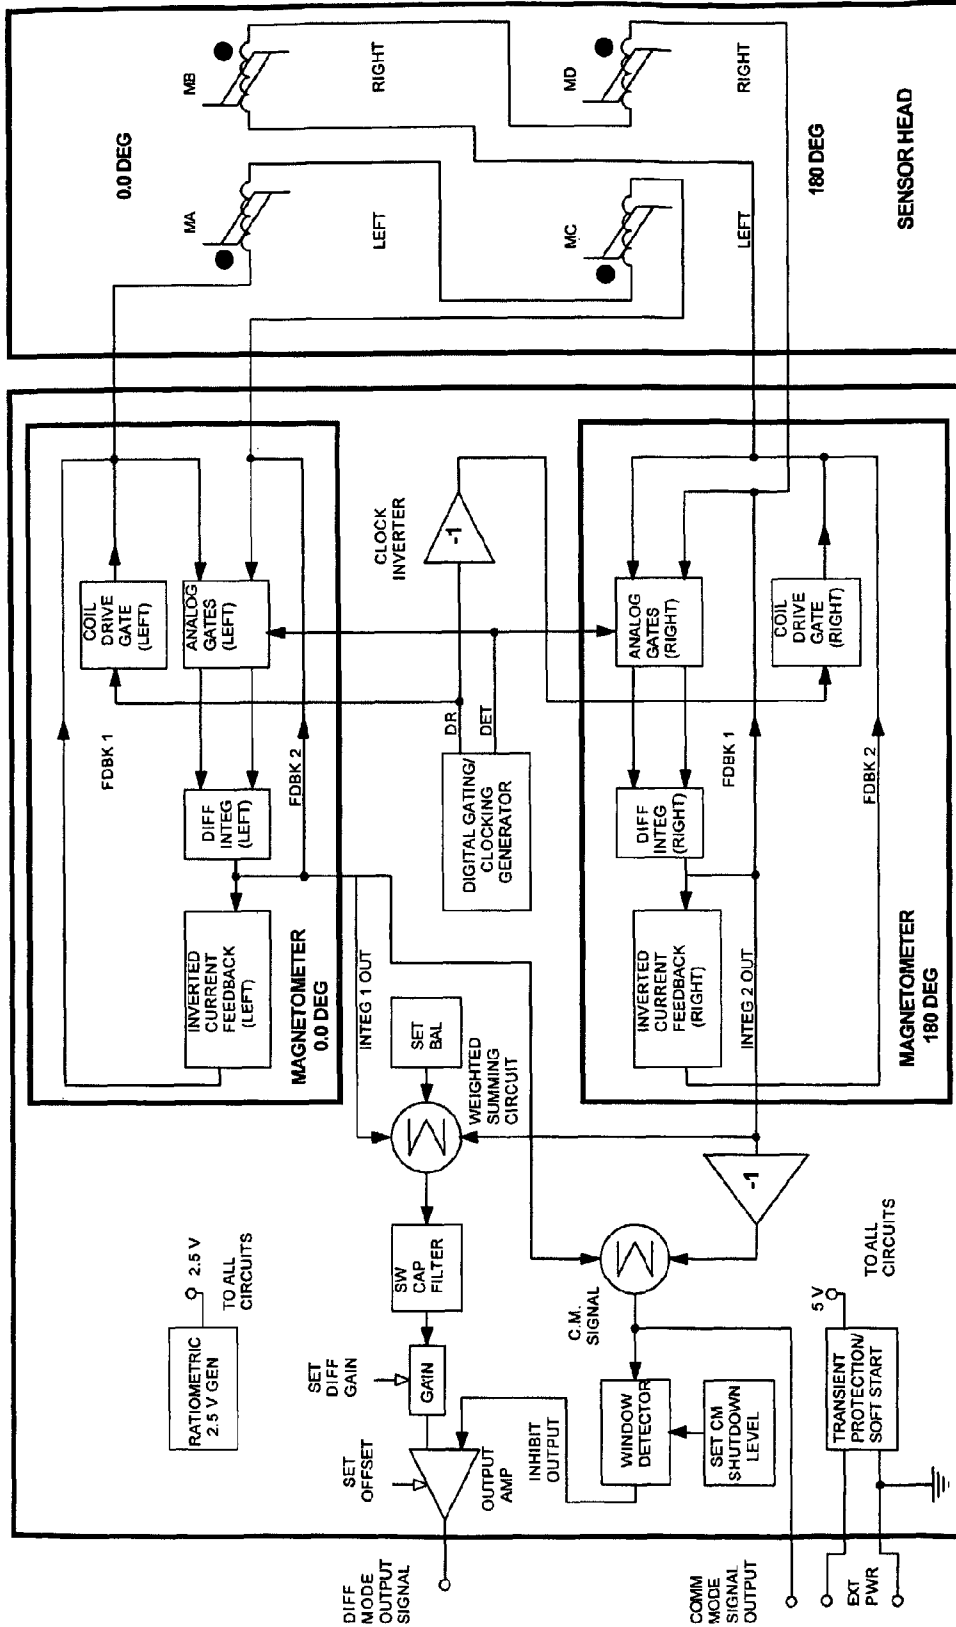 0.0 DEG
MB
RIGHT
MA
LEFT
MD
RIGHT
MC
LEFT
180 DEG
SENSOR HEAD
COIL
DRIVE
GATE
(LEFT)
ANALOG
GATES
(LEFT)
FDBK 1
DIFF
INTEG
(LEFT)
FDBK 2
INVERTED
CURRENT
FEEDBACK
(LEFT)
MAGNETOMETER
0.0 DEG
CLOCK
INVERTER
-1
DR
DET
DIGITAL GATING/
CLOCKING
GENERATOR
ANALOG
GATES
(RIGHT)
COIL
DRIVE
GATE
(RIGHT)
FDBK 1
DIFF
INTEG
(RIGHT)
FDBK 2
INVERTED
CURRENT
FEEDBACK
(RIGHT)
INTEG 2 OUT
MAGNETOMETER
180 DEG
INTEG 1 OUT
SET
BAL
Σ
WEIGHTED
SUMMING
CIRCUIT
-1
RATIOMETRIC
2.5 V GEN
2.5 V
TO ALL
CIRCUITS
SW
CAP
FILTER
SET
DIFF
GAIN
GAIN
SET
OFFSET
OUTPUT
AMP
INHIBIT
OUTPUT
Σ
C.M.
SIGNAL
WINDOW
DETECTOR
SET CM
SHUTDOWN
LEVEL
5 V
TO ALL
CIRCUITS
TRANSIENT
PROTECTION/
SOFT START
DIFF
MODE
OUTPUT
SIGNAL
COMM
MODE
SIGNAL
OUTPUT
EXT
PWR